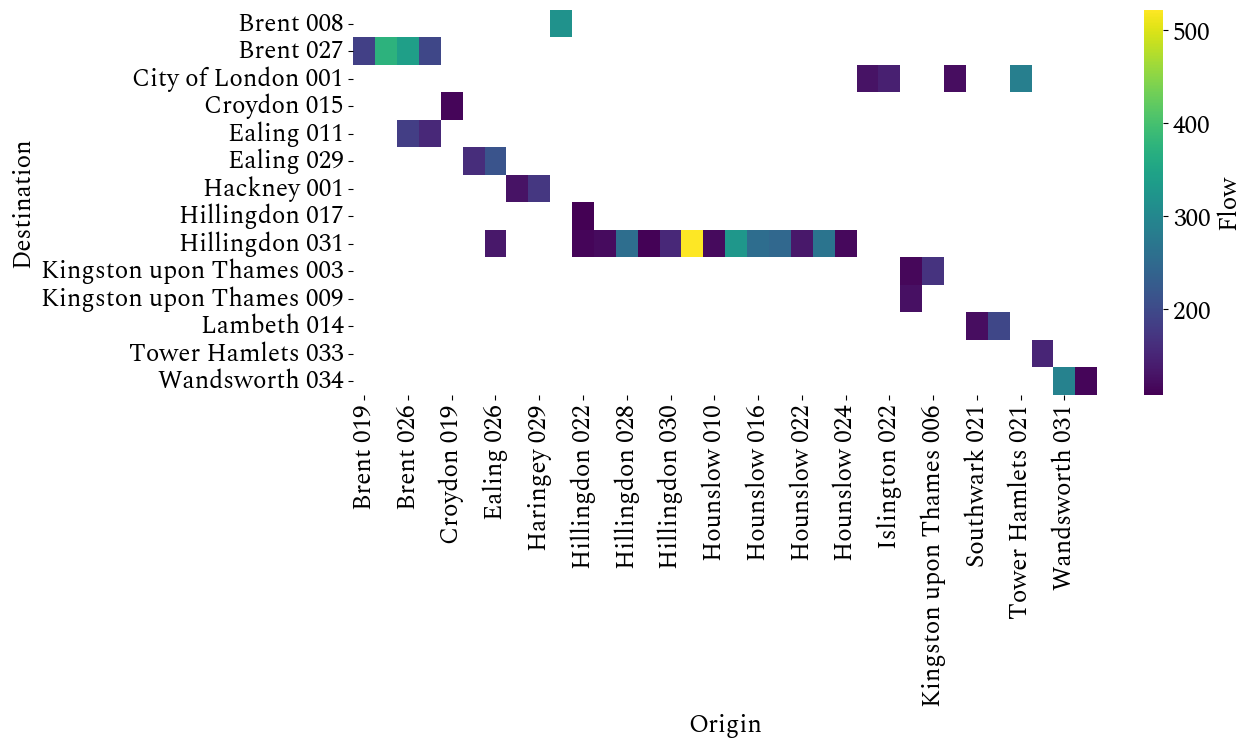 Destination
Brent 008
Brent 027
City of London 001
Croydon 015
Ealing 011
Ealing 029
Hackney 001
Hillingdon 017
Hillingdon 031
Kingston upon Thames 003
Kingston upon Thames 009
Lambeth 014
Tower Hamlets 033
Wandsworth 034
Brent 019
Brent 026
Croydon 019
Ealing 026
Haringey 029
Hillingdon 022
Hillingdon 028
Hillingdon 030
Hounslow 010
Hounslow 016
Hounslow 022
Hounslow 024
Islington 022
Kingston upon Thames 006
Southwark 021
Tower Hamlets 021
Wandsworth 031
Origin
500
400
300
200
Flow